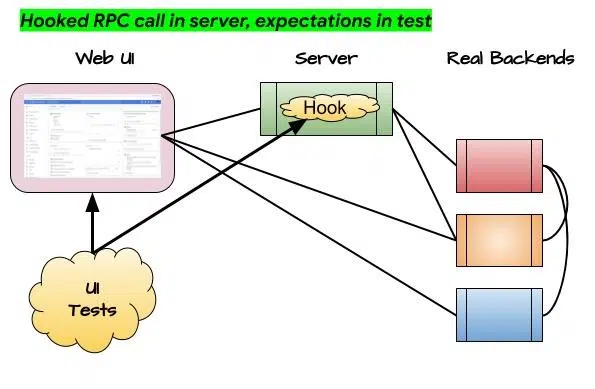 Hooked RPC call in server, expectations in test
Web UI
Server
Real Backends
Hook
UI
Tests